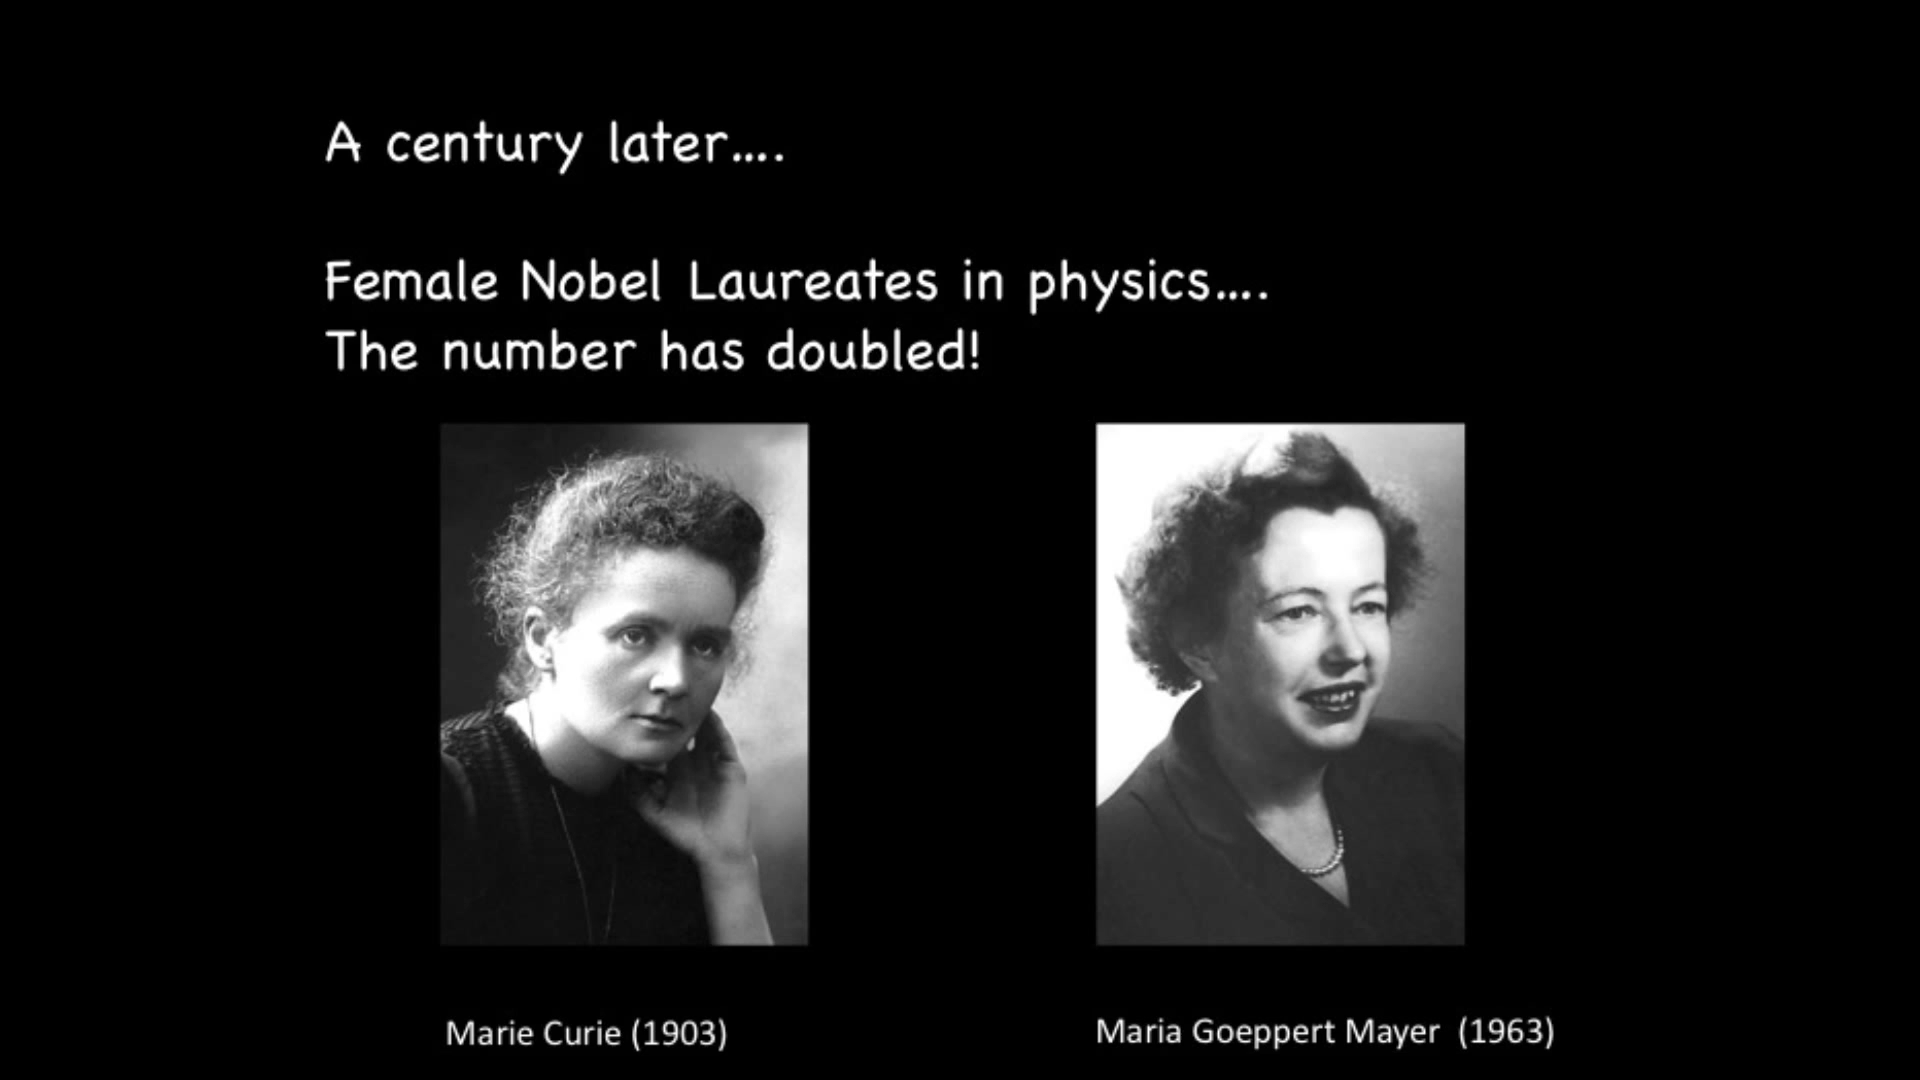 A century later....
Female Nobel Laureates in physics....
The number has doubled!
Marie Curie (1903)
Maria Goeppert Mayer (1963)